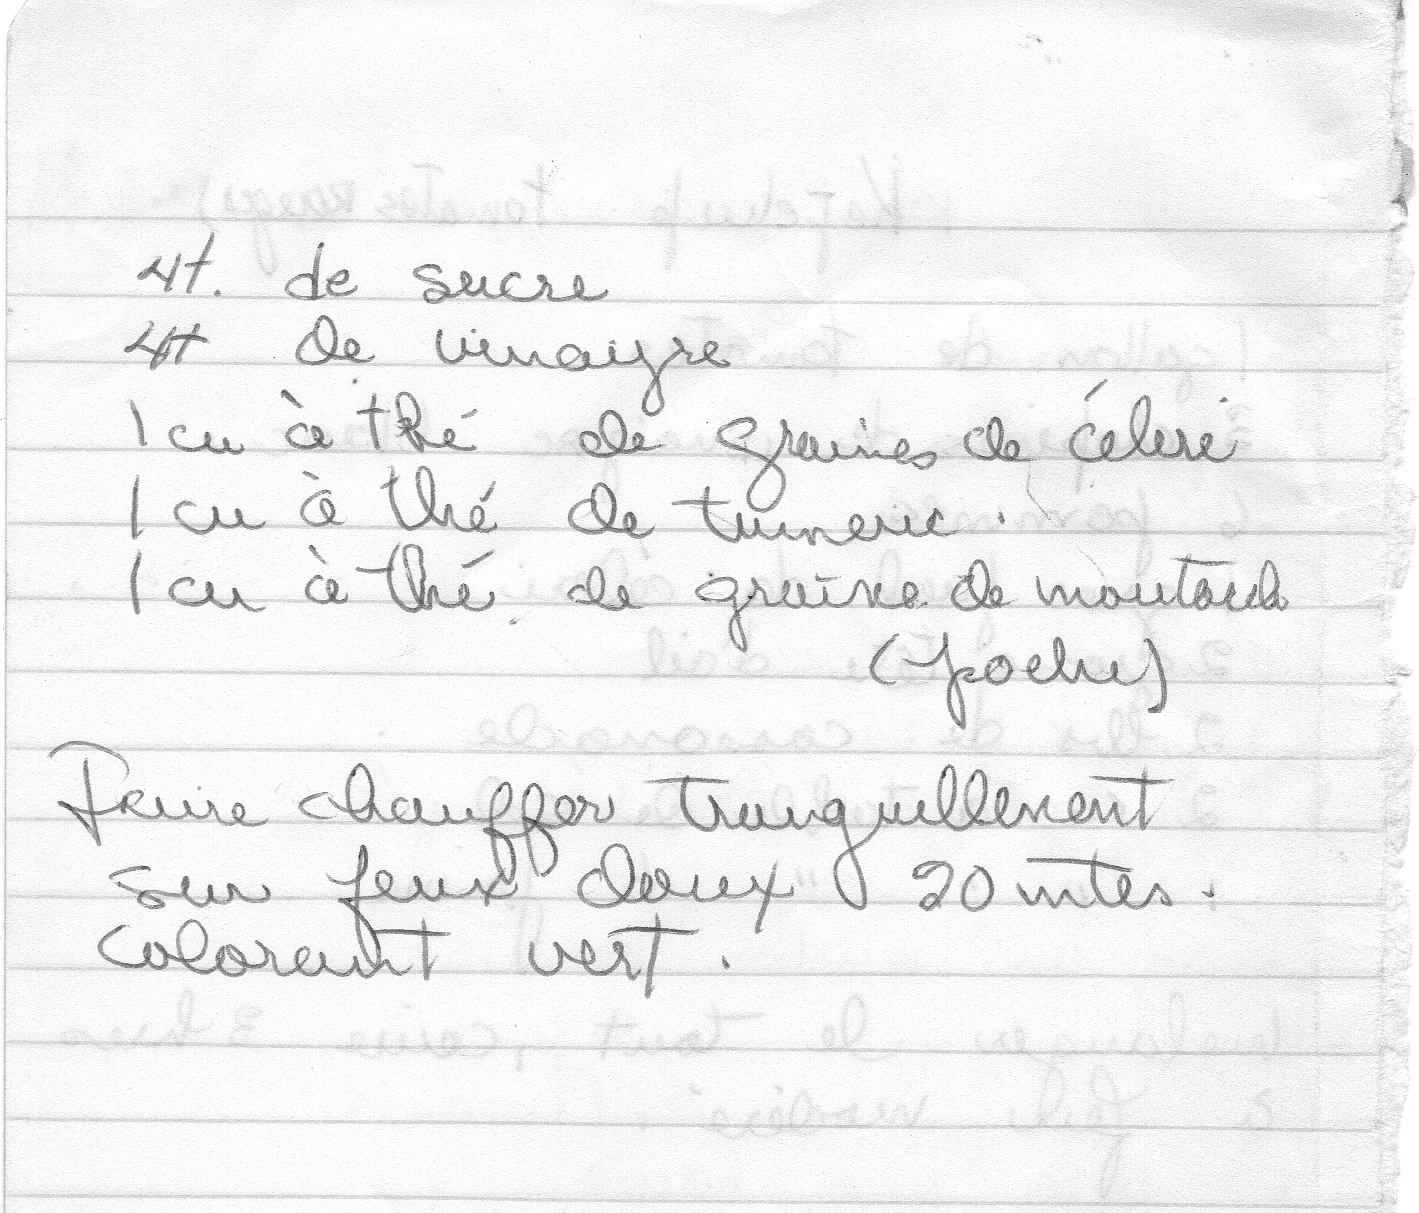 4t. de sucre
4t de vinaigre
1 cu à thé de graines de céleri
1 cu à thé de tumeric.
1 cu à thé de graine de moutarde
(poche)
Faire chauffer tranquillement
sur feux doux 20 mtes.
colorant vert.